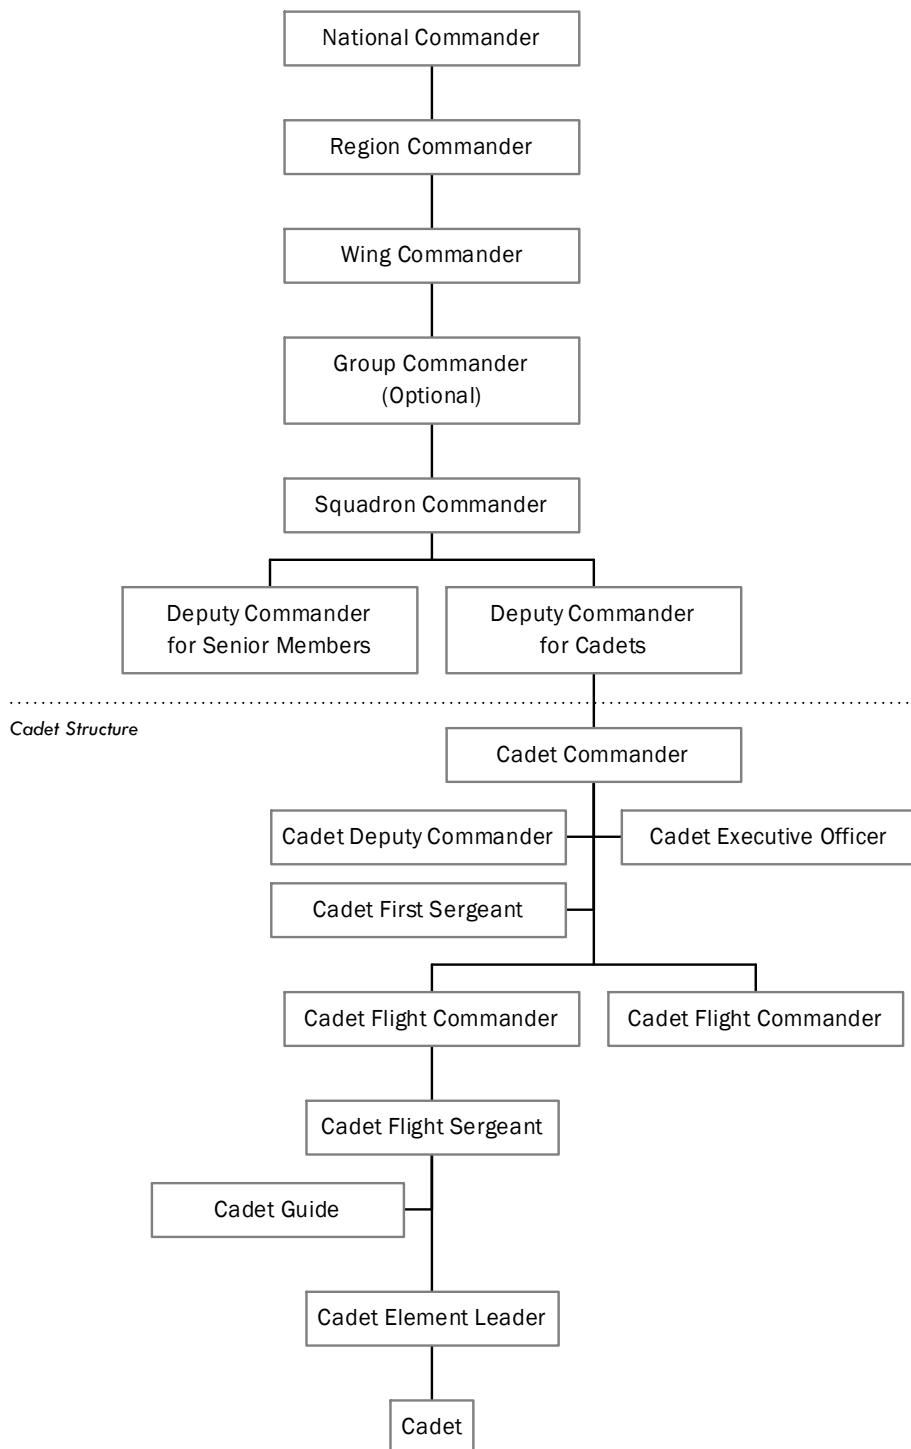 National Commander
Region Commander
Wing Commander
Group Commander
(Optional)
Squadron Commander
Deputy Commander
for Senior Members
Deputy Commander
for Cadets
Cadet Structure
Cadet Commander
Cadet Deputy Commander
Cadet Executive Officer
Cadet First Sergeant
Cadet Flight Commander
Cadet Flight Commander
Cadet Flight Sergeant
Cadet Guide
Cadet Element Leader
Cadet